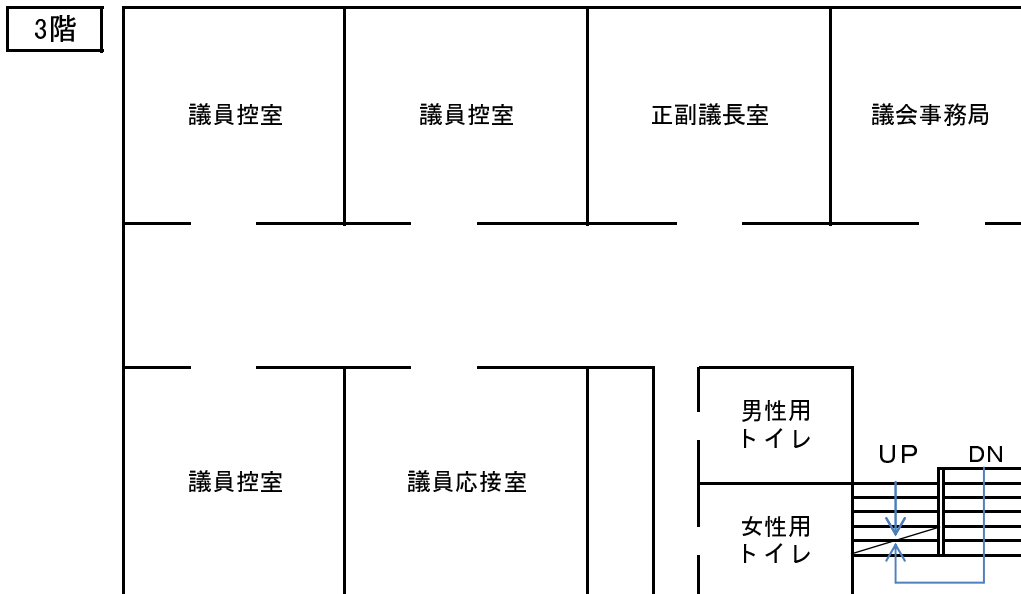 3階
議員控室
議員控室
正副議長室
議会事務局
議員控室
議員応接室
男性用
トイレ
女性用
トイレ
UP
DN